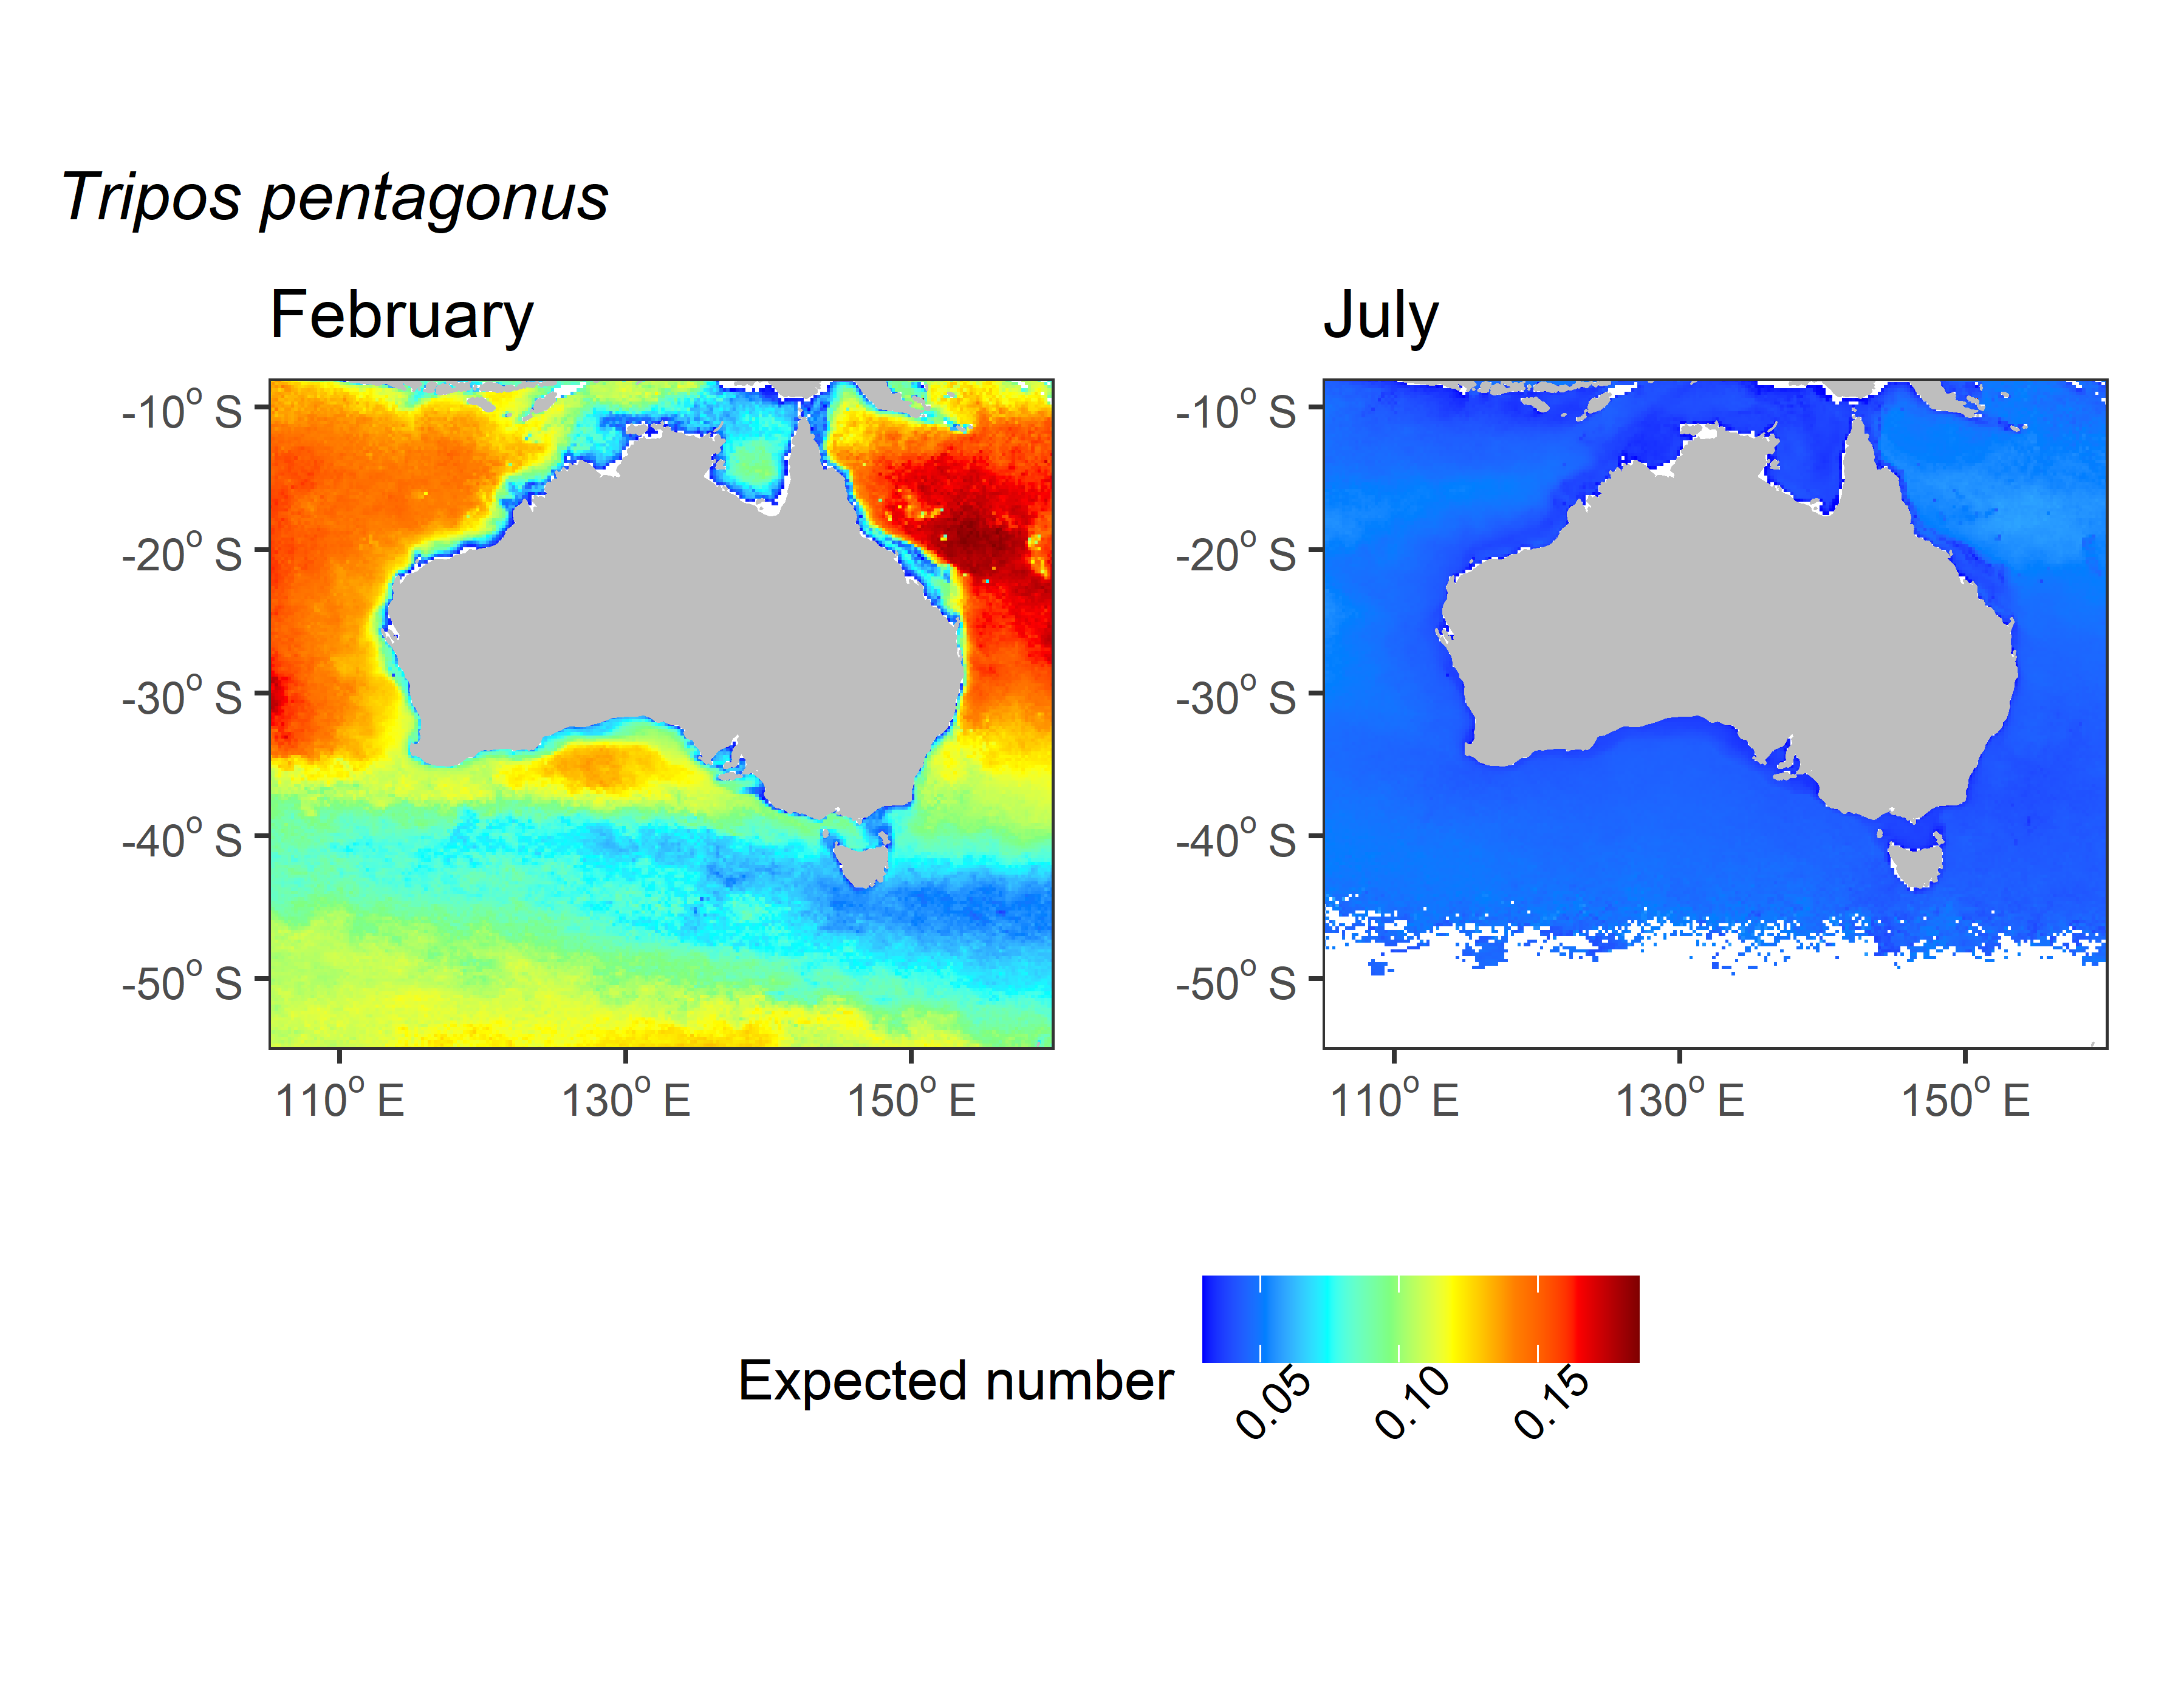 Tripos pentagonus
February
July
-10° S
-20° S
-30° S
-40° S
-50° S
110° E
130° E
150° E
-10° S
-20° S
-30° S
-40° S
-50° S
110° E
130° E
150° E
Expected number
0.05
0.10
0.15